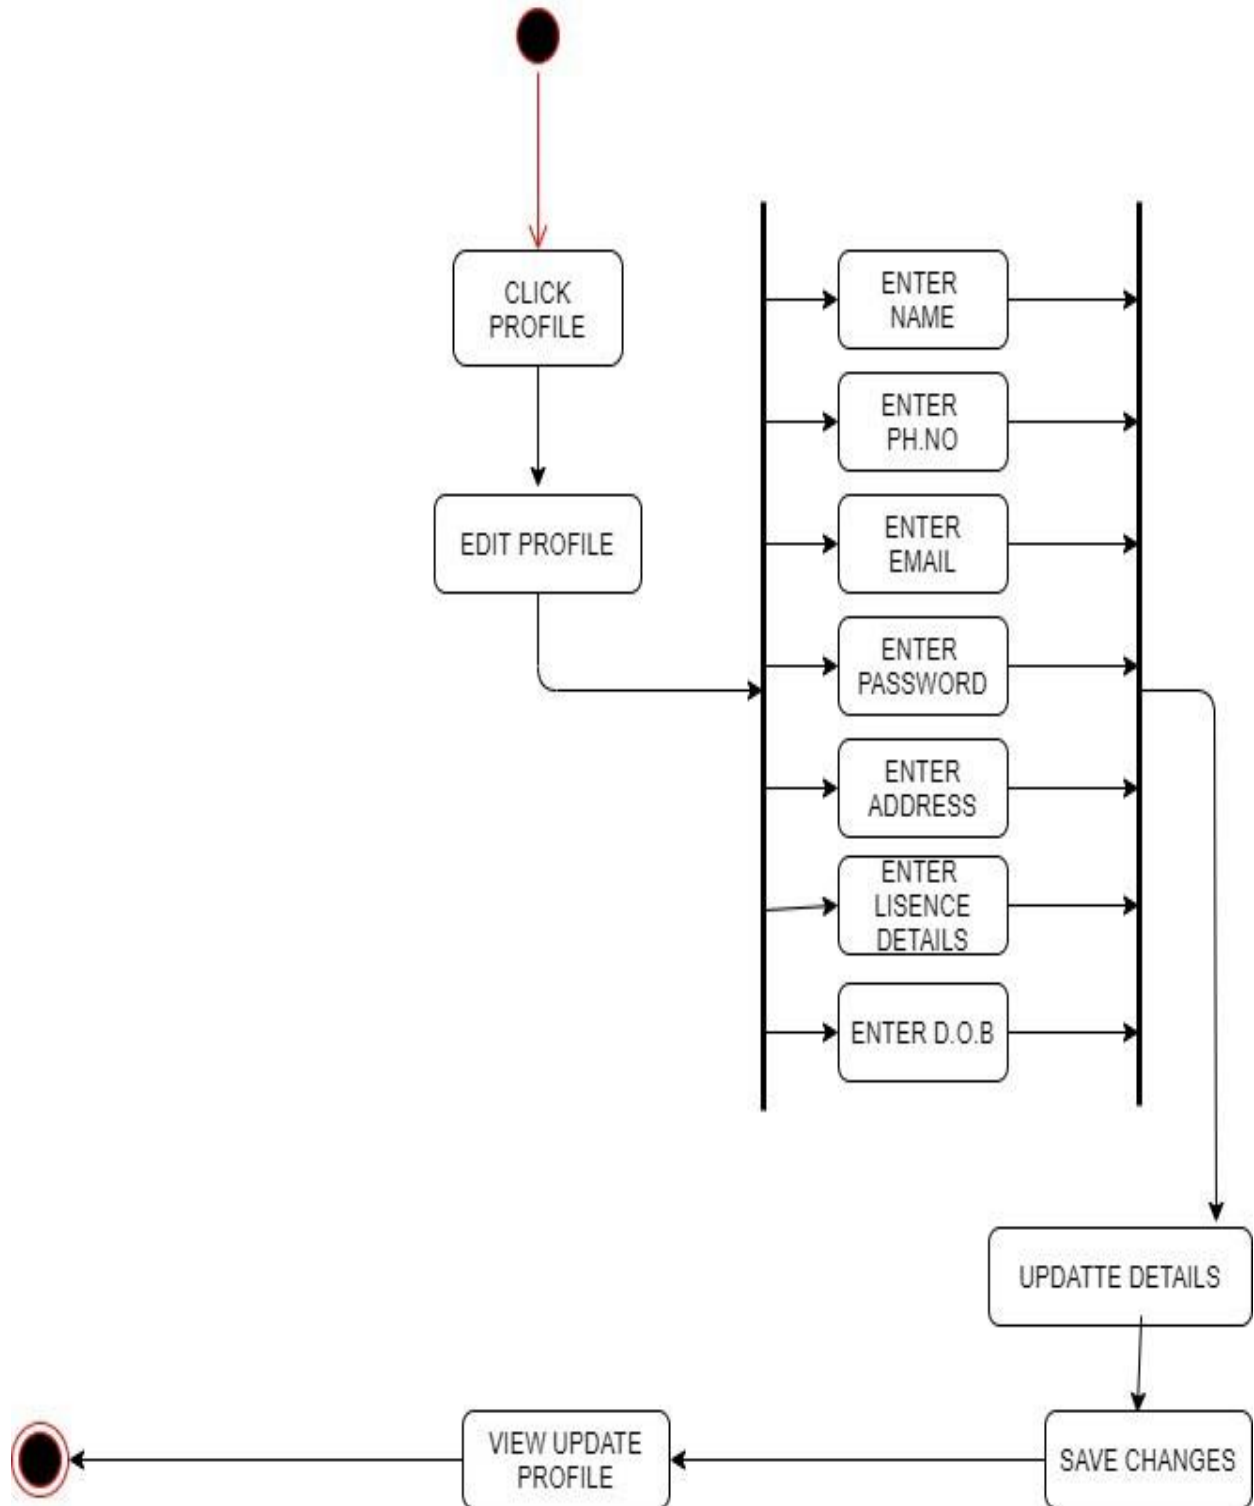 CLICK
PROFILE
EDIT PROFILE
ENTER
NAME
ENTER
PH.NO
ENTER
EMAIL
ENTER
PASSWORD
ENTER
ADDRESS
ENTER
LISENCE
DETAILS
ENTER D.O.B
UPDATTE DETAILS
SAVE CHANGES
VIEW UPDATE
PROFILE